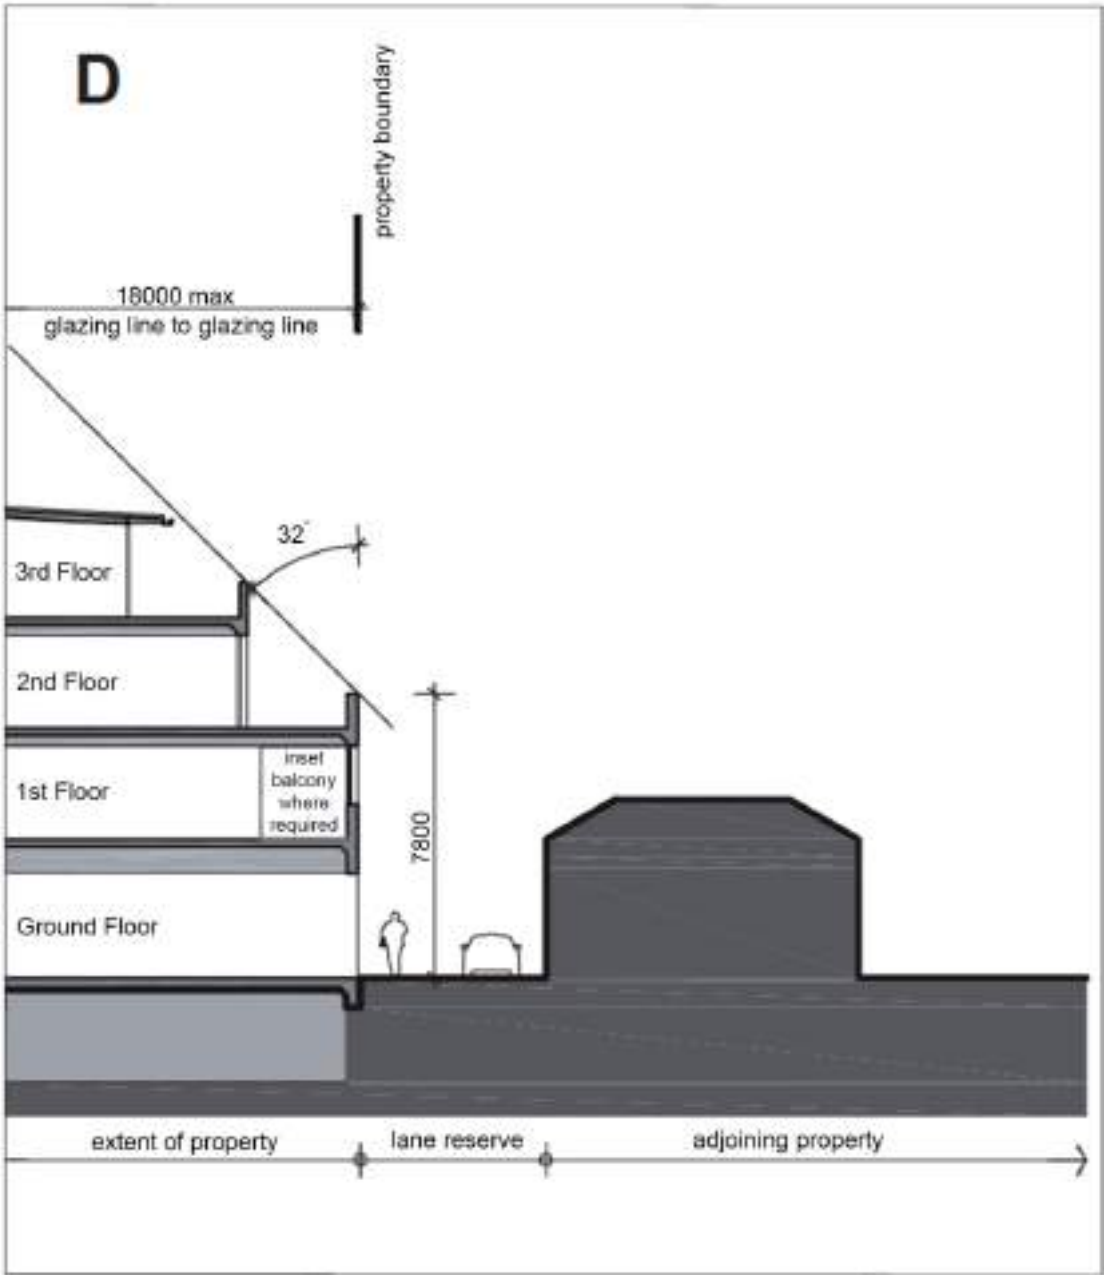 D
property boundary
18000 max
glazing line to glazing line
32°
3rd Floor
2nd Floor
1st Floor
inset
balcony
where
required
7800
Ground Floor
extent of property
lane reserve
adjoining property